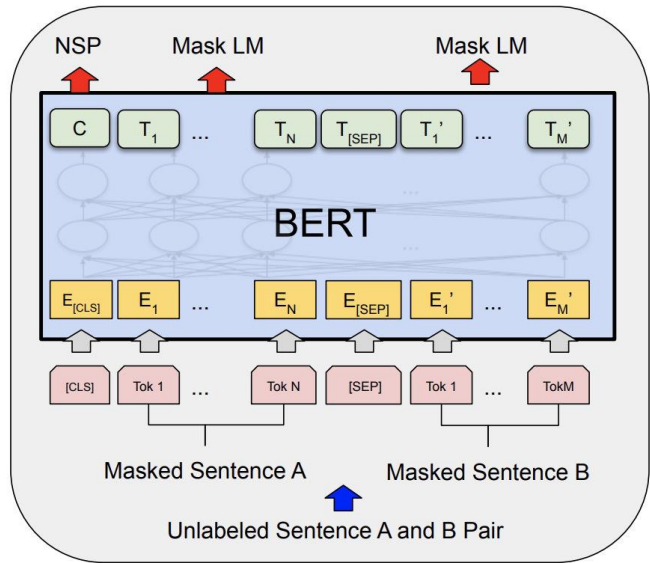 NSP Mask LM Mask LM
C T1 ... TN T[SEP] T1' ... TM'
...
BERT
...
E[CLS] E1 ... EN E[SEP] E1' ... EM'
[CLS] Tok 1 ... Tok N [SEP] Tok 1 ... TokM
Masked Sentence A Masked Sentence B
Unlabeled Sentence A and B Pair